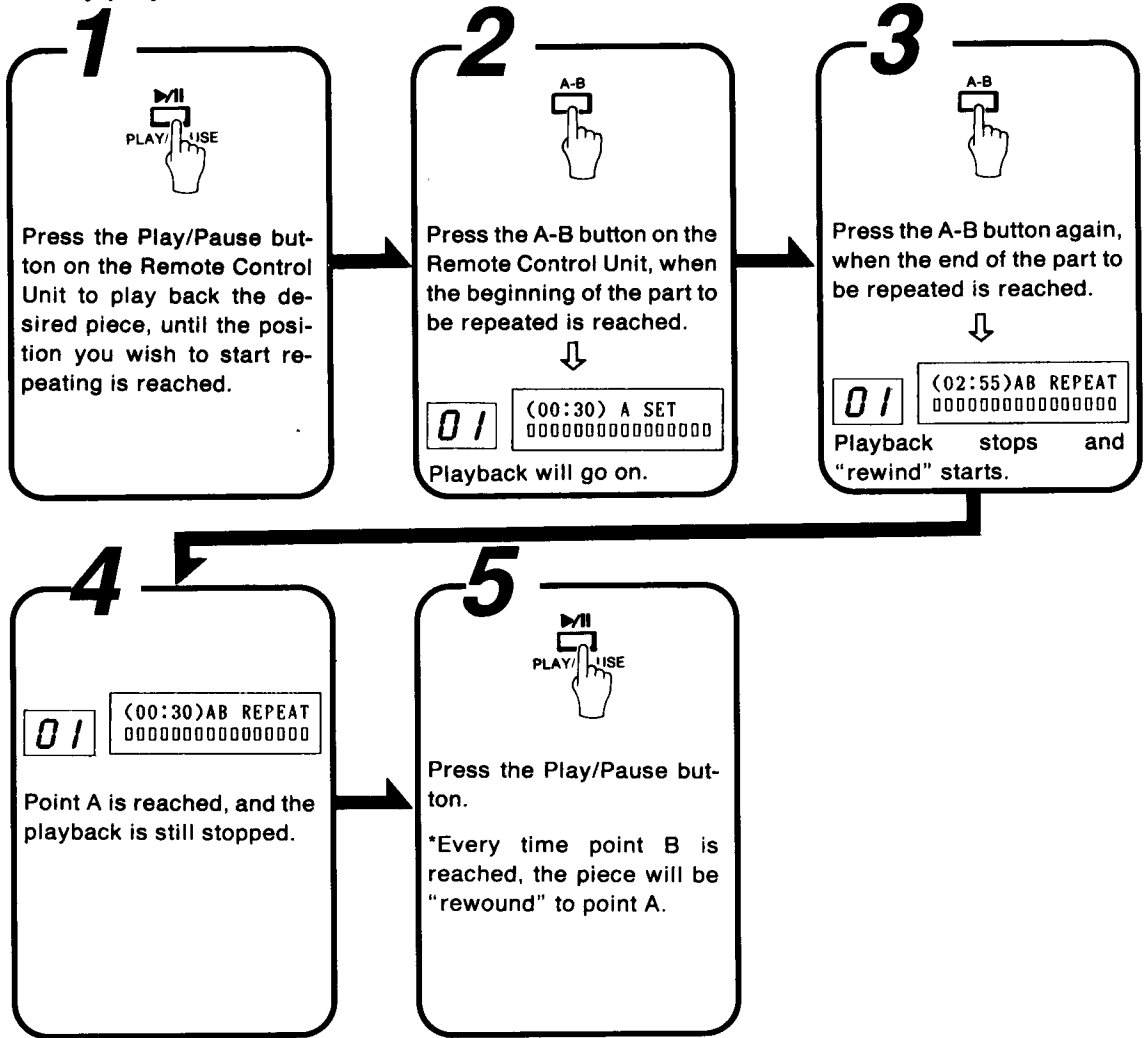 1
▶/II
PLAY/ USE
Press the Play/Pause but-
ton on the Remote Control
Unit to play back the de-
sired piece, until the posi-
tion you wish to start re-
peating is reached.
2
A-B
Press the A-B button on the
Remote Control Unit, when
the beginning of the part to
be repeated is reached.
⇩
01
(00:30) A SET
▯▯▯▯▯▯▯▯▯▯▯▯▯▯▯▯
Playback will go on.
3
A-B
Press the A-B button again,
when the end of the part to
be repeated is reached.
⇩
01
(02:55)AB REPEAT
▯▯▯▯▯▯▯▯▯▯▯▯▯▯▯▯
Playback stops and
“rewind” starts.
4
01
(00:30)AB REPEAT
▯▯▯▯▯▯▯▯▯▯▯▯▯▯▯▯
Point A is reached, and the
playback is still stopped.
5
▶/II
PLAY/ USE
Press the Play/Pause but-
ton.
*Every time point B is
reached, the piece will be
“rewound” to point A.